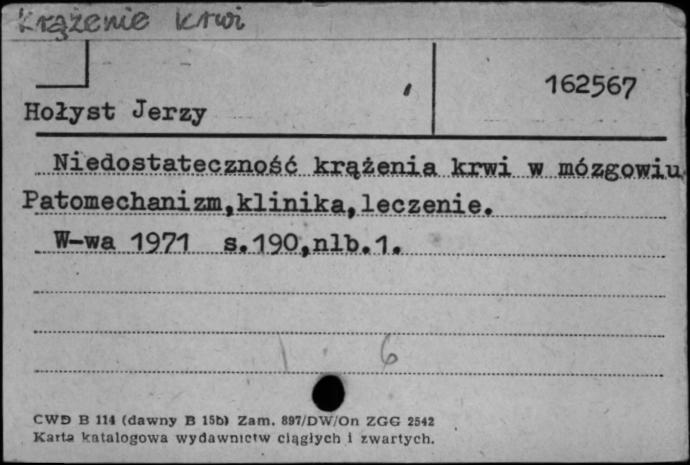 Krążenie krwi
162567
Hołyst Jerzy
Niedostateczność krążenia krwi w mózgowiu
Patomechanizm,klinika,leczenie.
W-wa 1971 s.190,nlb.1.
6
CWD B 114 (dawny B 15b) Zam. 897/DW/On ZGG 2542
Karta katalogowa wydawnictw ciągłych i zwartych.